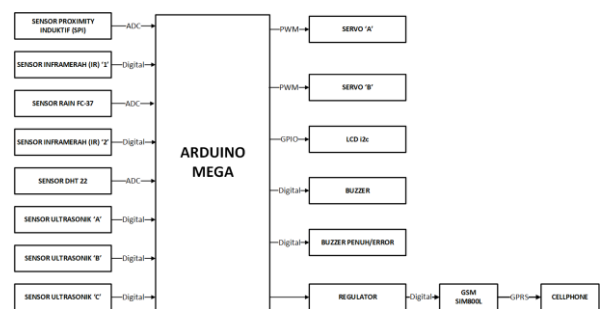 SENSOR PROXIMITY
INDUKTIF (SPI)
ADC
SENSOR INFRAMERAH (IR) '1'
Digital
SENSOR RAIN FC-37
ADC
SENSOR INFRAMERAH (IR) '2'
Digital
SENSOR DHT 22
ADC
SENSOR ULTRASONIK 'A'
Digital
SENSOR ULTRASONIK 'B'
Digital
SENSOR ULTRASONIK 'C'
Digital
ARDUINO
MEGA
PWM
SERVO 'A'
PWM
SERVO 'B'
GPIO
LCD i2c
Digital
BUZZER
Digital
BUZZER PENUH/ERROR
REGULATOR
Digital
GSM
SIM800L
GPRS
CELLPHONE